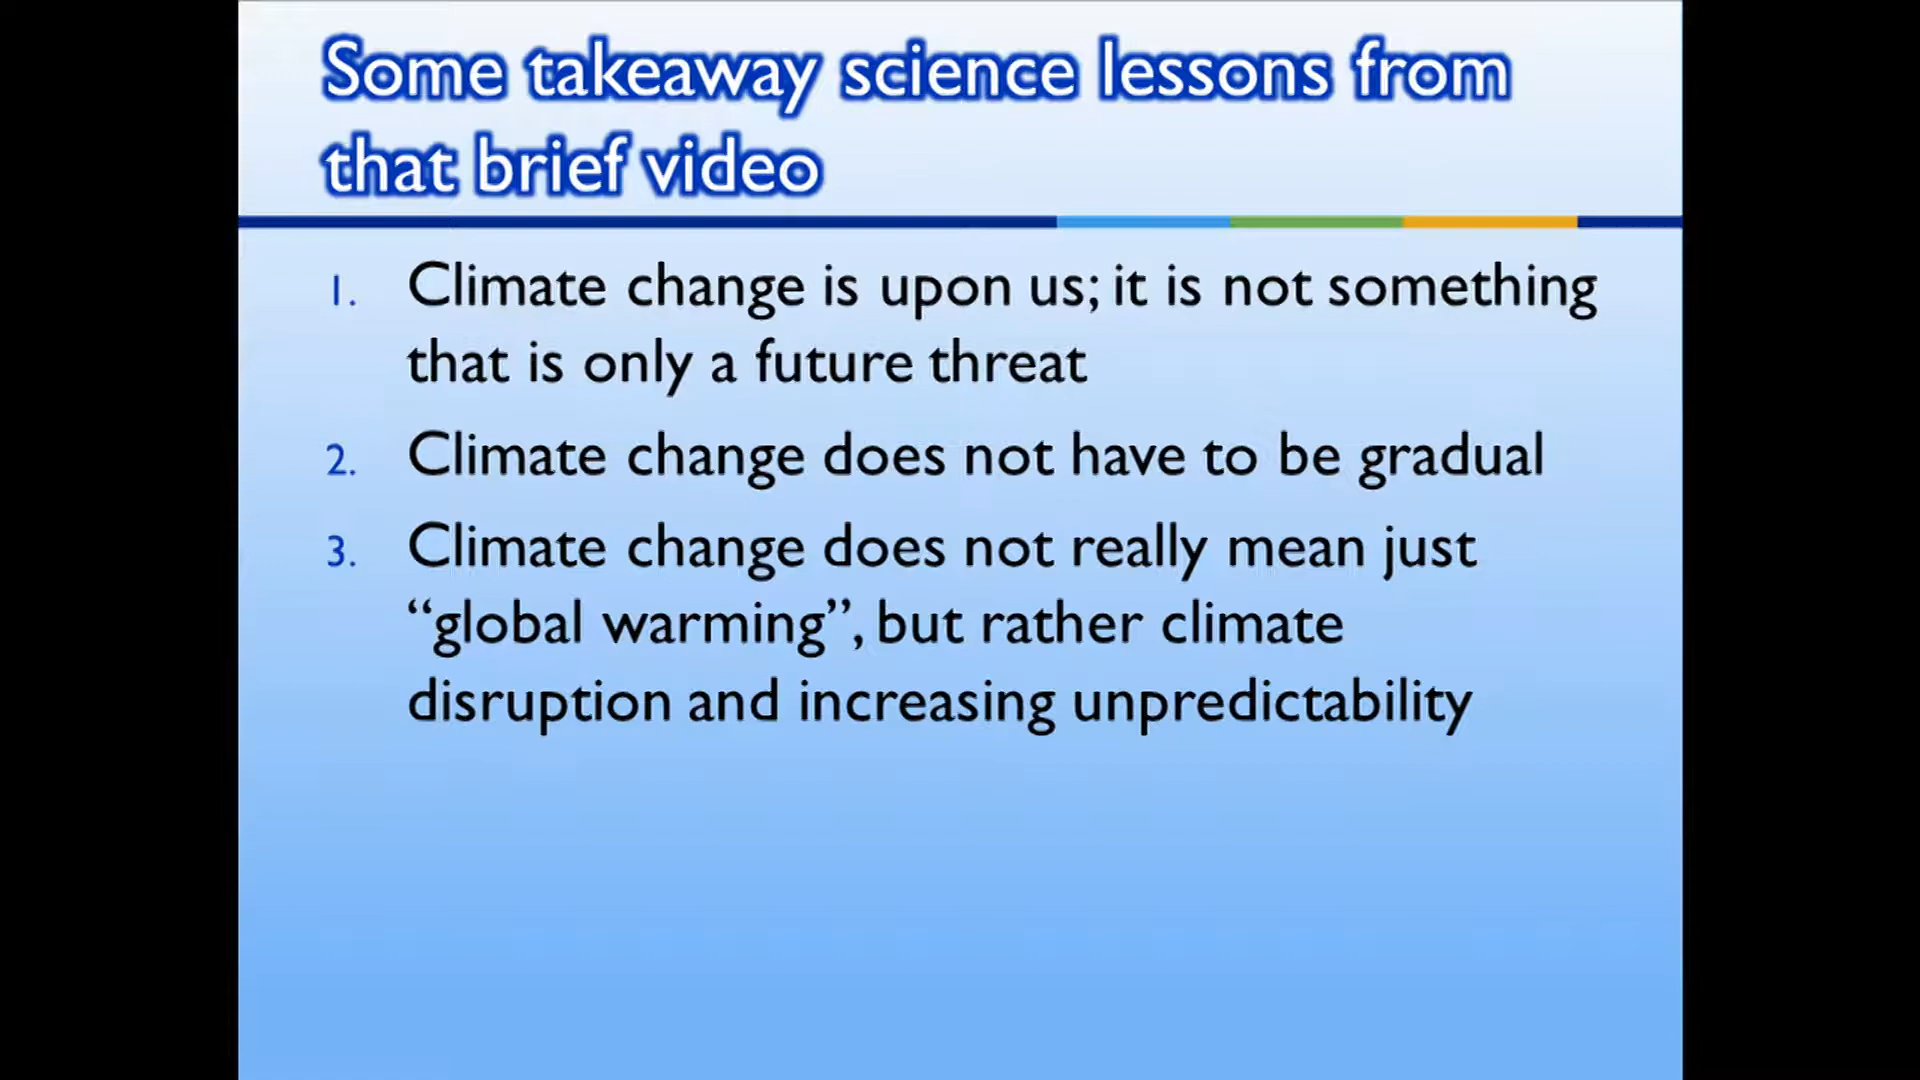 Some takeaway science lessons from
that brief video
1. Climate change is upon us; it is not something
that is only a future threat
2. Climate change does not have to be gradual
3. Climate change does not really mean just
“global warming”, but rather climate
disruption and increasing unpredictability